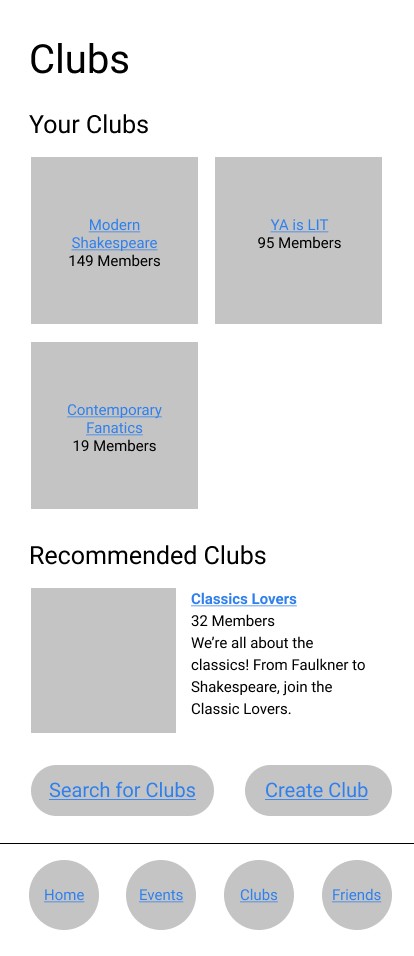 Clubs
Your Clubs
Modern
Shakespeare
149 Members
YA is LIT
95 Members
Contemporary
Fanatics
19 Members
Recommended Clubs
Classics Lovers
32 Members
We’re all about the
classics! From Faulkner to
Shakespeare, join the
Classic Lovers.
Search for Clubs
Create Club
Home
Events
Clubs
Friends